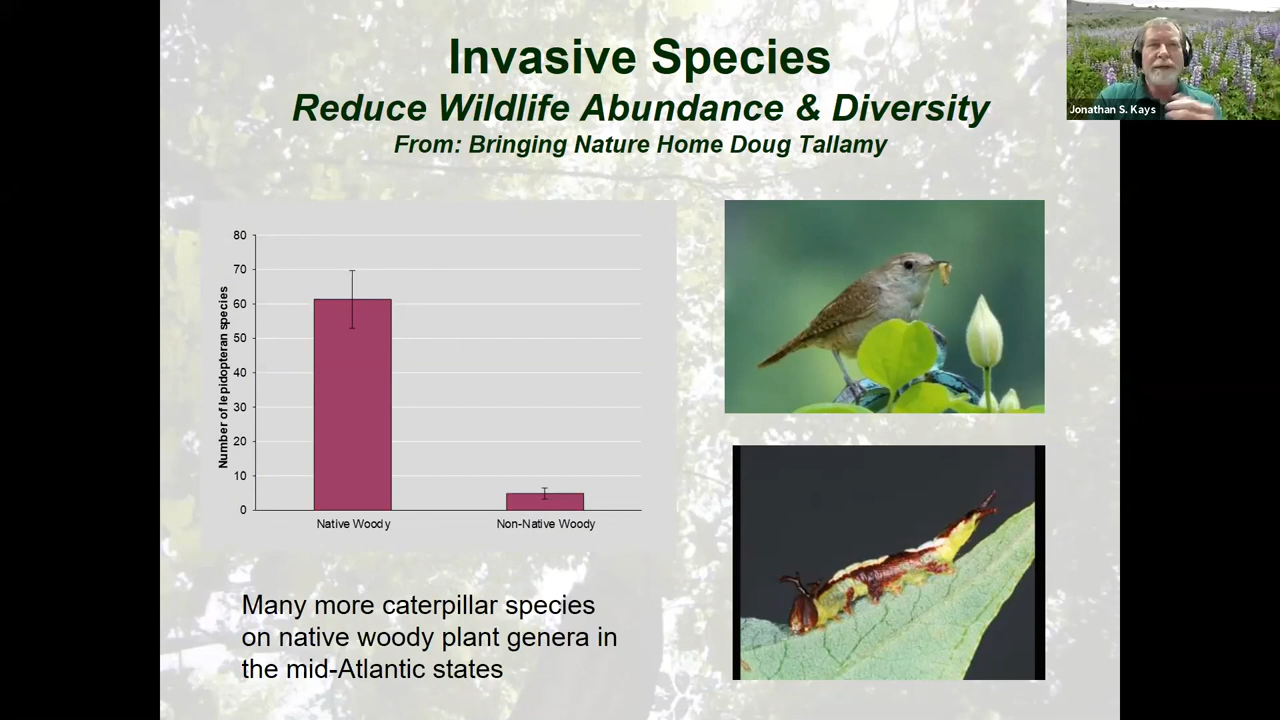 Invasive Species
Reduce Wildlife Abundance & Diversity
From: Bringing Nature Home Doug Tallamy
Jonathan S. Kays
80
70
60
50
40
30
20
10
0
Number of lepidopteran species
Native Woody
Non-Native Woody
Many more caterpillar species
on native woody plant genera in
the mid-Atlantic states